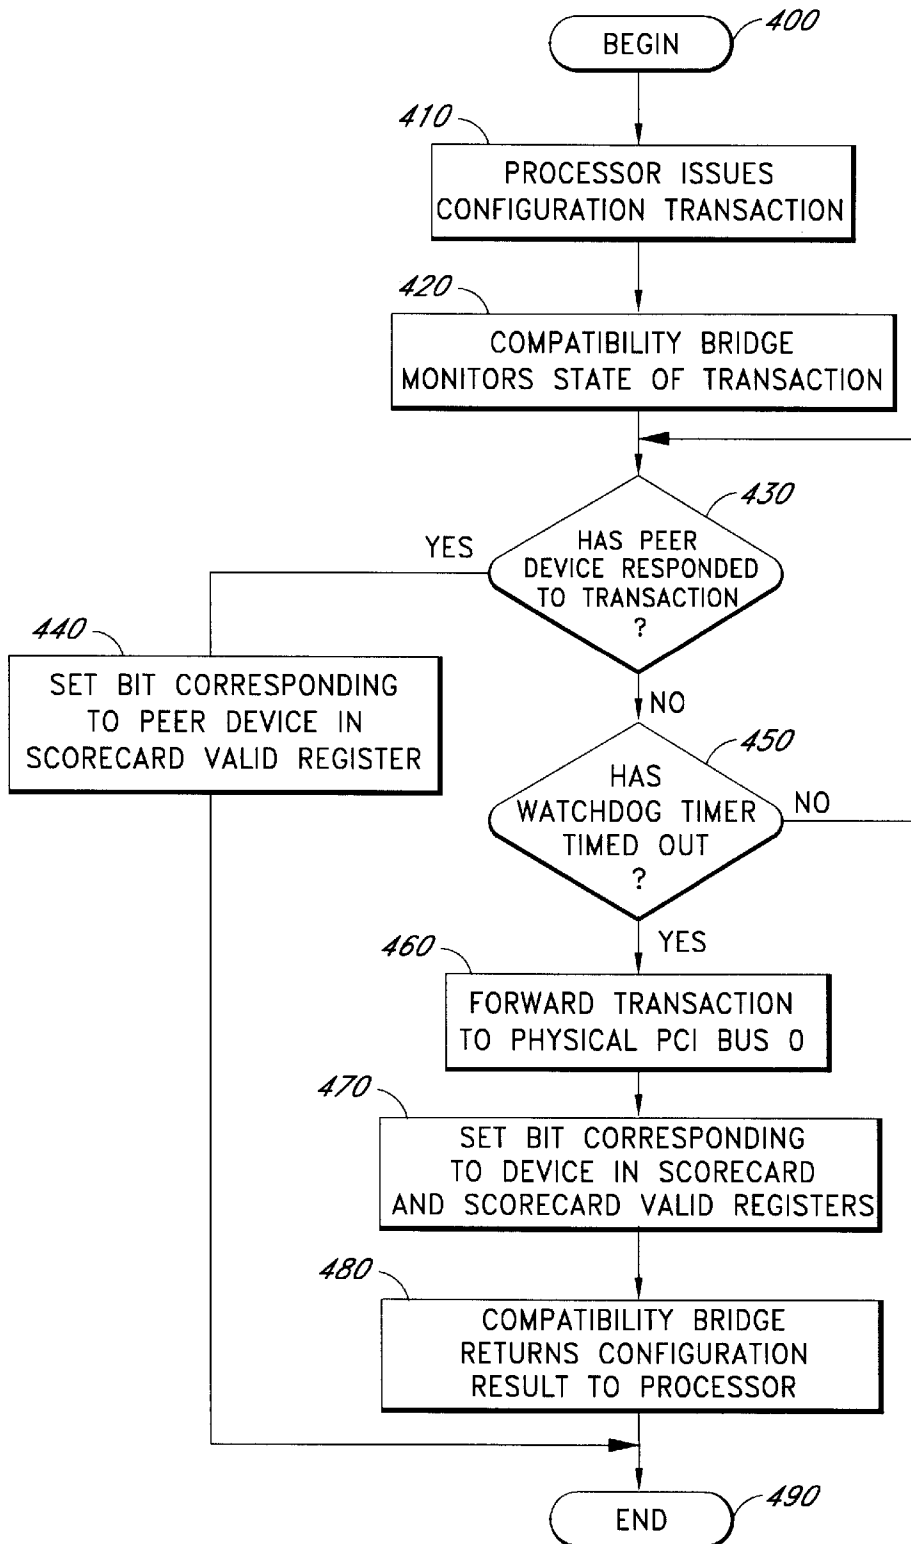 BEGIN
400
410
PROCESSOR ISSUES
CONFIGURATION TRANSACTION
420
COMPATIBILITY BRIDGE
MONITORS STATE OF TRANSACTION
430
HAS PEER
DEVICE RESPONDED
TO TRANSACTION
?
YES
NO
440
SET BIT CORRESPONDING
TO PEER DEVICE IN
SCORECARD VALID REGISTER
450
HAS
WATCHDOG TIMER
TIMED OUT
?
NO
YES
460
FORWARD TRANSACTION
TO PHYSICAL PCI BUS 0
470
SET BIT CORRESPONDING
TO DEVICE IN SCORECARD
AND SCORECARD VALID REGISTERS
480
COMPATIBILITY BRIDGE
RETURNS CONFIGURATION
RESULT TO PROCESSOR
END
490